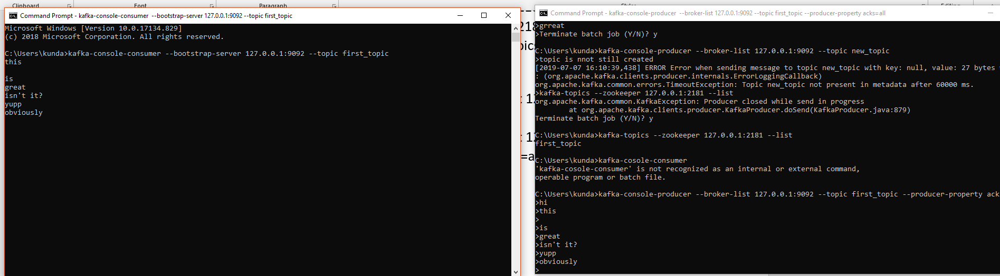 Clipboard
Font
Paragraph
Command Prompt - kafka-console-consumer --bootstrap-server 127.0.0.1:9092 --topic first_topic
Microsoft Windows [Version 10.0.17134.829]
(c) 2018 Microsoft Corporation. All rights reserved.
C:\Users\kunda>kafka-console-consumer --bootstrap-server 127.0.0.1:9092 --topic first_topic
this
is
great
isn't it?
yupp
obviously
218
pics
t 12
t 12
=a
Styles
Editing
Command Prompt - kafka-console-producer --broker-list 127.0.0.1:9092 --topic first_topic --producer-property acks=all
>grreat
>Terminate batch job (Y/N)? y
C:\Users\kunda>kafka-console-producer --broker-list 127.0.0.1:9092 --topic new_topic
>topic is nnot still created
[2019-07-07 16:10:39,438] ERROR Error when sending message to topic new_topic with key: null, value: 27 bytes
: (org.apache.kafka.clients.producer.internals.ErrorLoggingCallback)
org.apache.kafka.common.errors.TimeoutException: Topic new_topic not present in metadata after 60000 ms.
>kafka-topics --zookeeper 127.0.0.1:2181 --list
org.apache.kafka.common.KafkaException: Producer closed while send in progress
at org.apache.kafka.clients.producer.KafkaProducer.doSend(KafkaProducer.java:879)
Terminate batch job (Y/N)? y
C:\Users\kunda>kafka-topics --zookeeper 127.0.0.1:2181 --list
first_topic
C:\Users\kunda>kafka-cosole-consumer
'kafka-cosole-consumer' is not recognized as an internal or external command,
operable program or batch file.
C:\Users\kunda>kafka-console-producer --broker-list 127.0.0.1:9092 --topic first_topic --producer-property ack
>hi
>this
>
>is
>great
>isn't it?
>yupp
>obviously
>